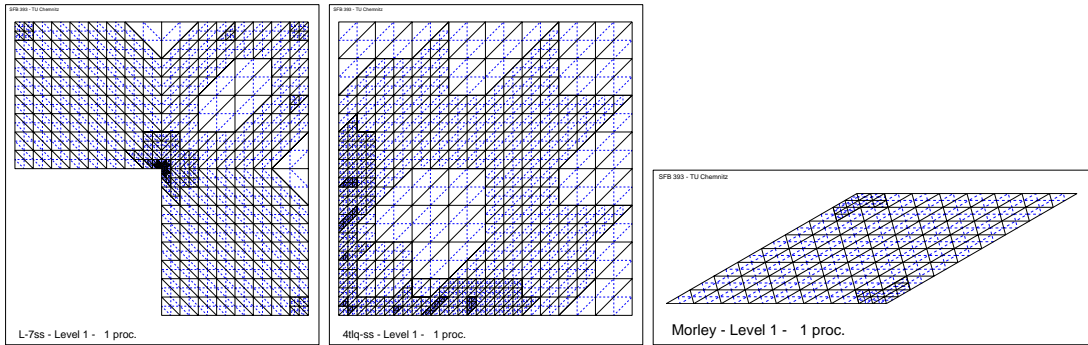 SFB 393 - TU Chemnitz
L-7ss - Level 1 - 1 proc.
SFB 393 - TU Chemnitz
4tlq-ss - Level 1 - 1 proc.
SFB 393 - TU Chemnitz
Morley - Level 1 - 1 proc.